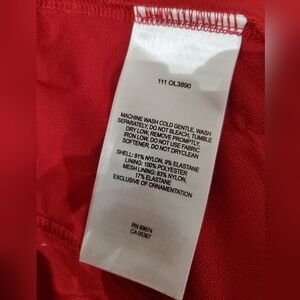 111 OL3890
MACHINE WASH COLD GENTLE, WASH
SEPARATELY, DO NOT BLEACH, TUMBLE
DRY LOW, REMOVE PROMPTLY,
IRON LOW, DO NOT USE FABRIC
SOFTENER. DO NOT DRYCLEAN
SHELL: 91% NYLON, 9% ELASTANE
LINING: 100% POLYESTER
MESH LINING: 83% NYLON,
17% ELASTANE
EXCLUSIVE OF ORNAMENTATION
RN 89674
CA 05367